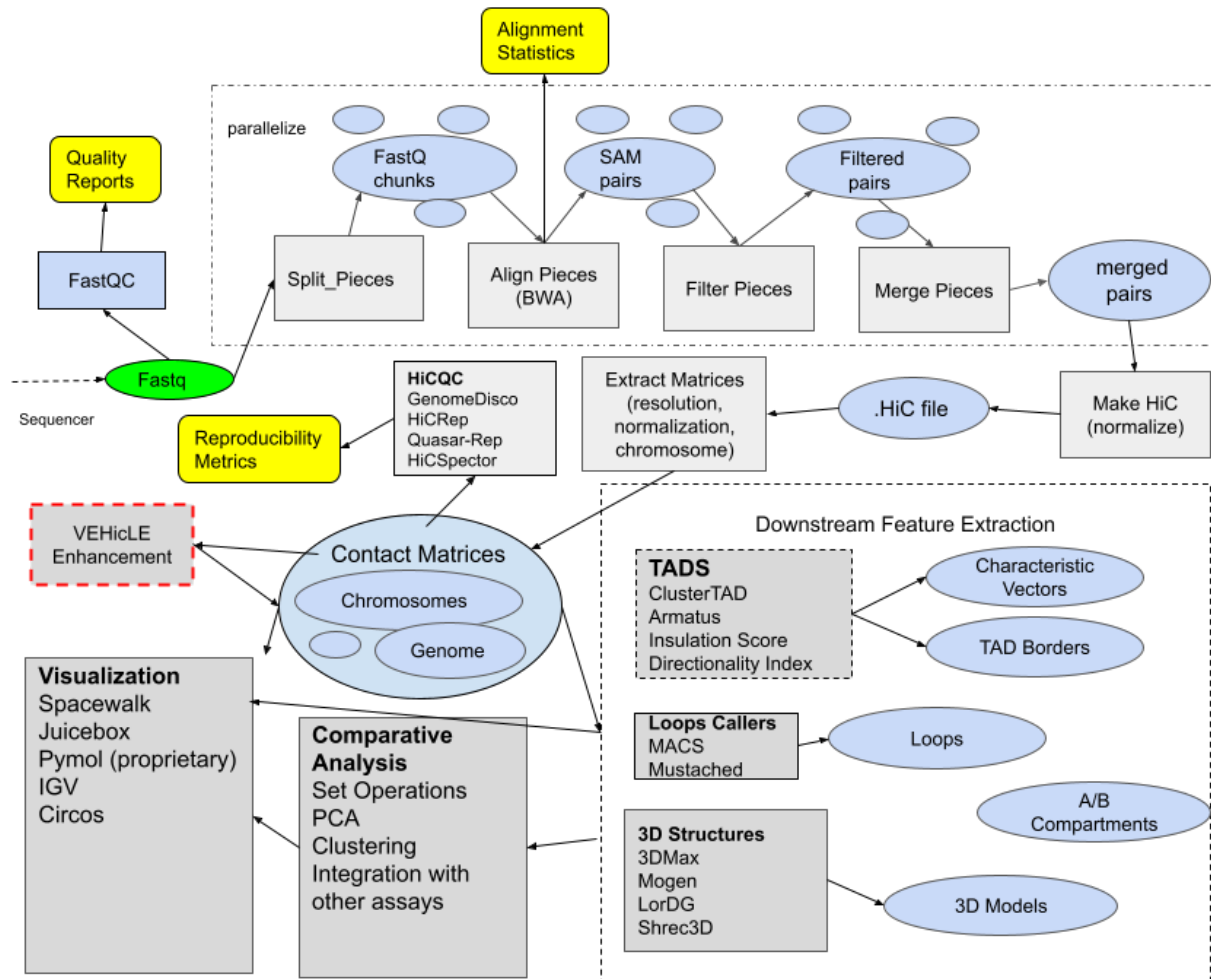 Alignment
Statistics
parallelize
FastQ
chunks
SAM
pairs
Filtered
pairs
Quality
Reports
FastQC
Split_Pieces
Align Pieces
(BWA)
Filter Pieces
Merge Pieces
merged
pairs
Fastq
Sequencer
HiCQC
GenomeDisco
HiCRep
Quasar-Rep
HiCSpector
Extract Matrices
(resolution,
normalization,
chromosome)
.HiC file
Make HiC
(normalize)
Reproducibility
Metrics
VEHicLE
Enhancement
Contact Matrices
Chromosomes
Genome
Downstream Feature Extraction
TADS
ClusterTAD
Armatus
Insulation Score
Directionality Index
Characteristic
Vectors
TAD Borders
Visualization
Spacewalk
Juicebox
Pymol (proprietary)
IGV
Circos
Comparative
Analysis
Set Operations
PCA
Clustering
Integration with
other assays
Loops Callers
MACS
Mustached
Loops
A/B
Compartments
3D Structures
3DMax
Mogen
LorDG
Shrec3D
3D Models